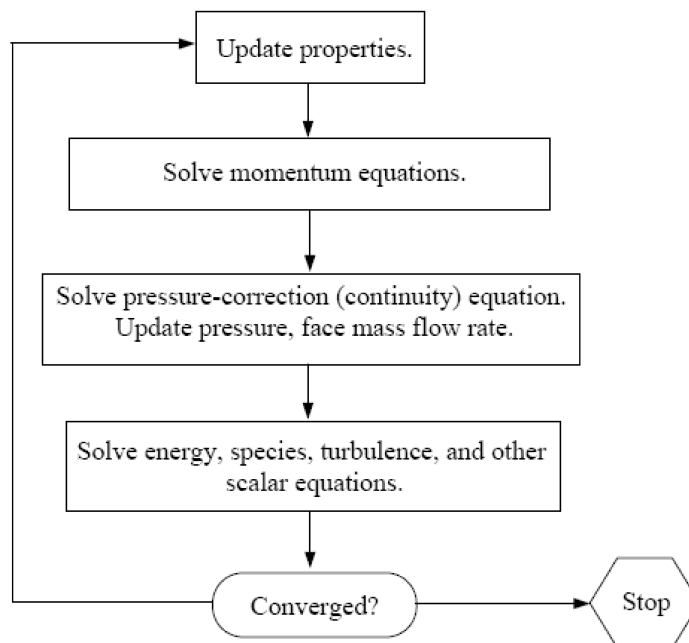 Update properties.
Solve momentum equations.
Solve pressure-correction (continuity) equation.
Update pressure, face mass flow rate.
Solve energy, species, turbulence, and other
scalar equations.
Converged?
Stop